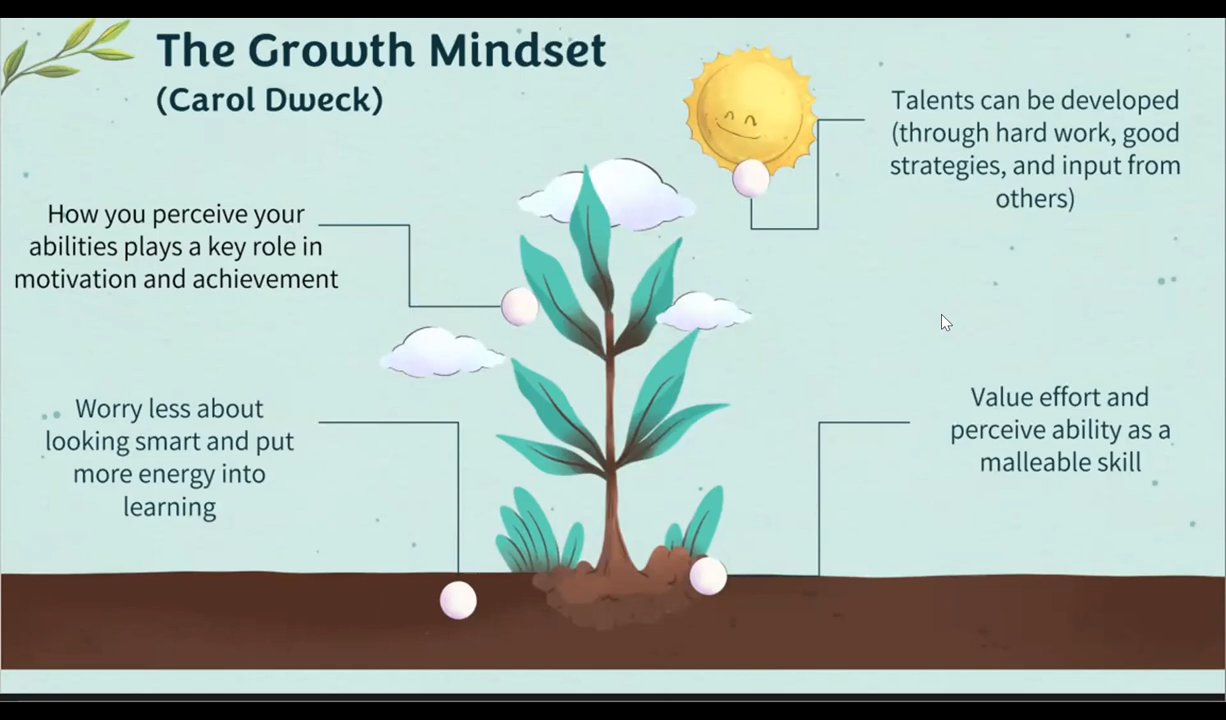 The Growth Mindset
(Carol Dweck)
Talents can be developed
(through hard work, good
strategies, and input from
others)
How you perceive your
abilities plays a key role in
motivation and achievement
Worry less about
looking smart and put
more energy into
learning
Value effort and
perceive ability as a
malleable skill